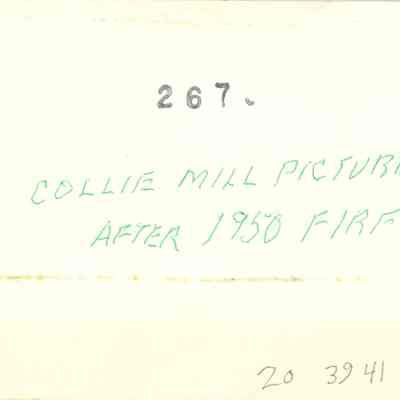 267.
COLLIE MILL PICTURE
AFTER 1950 FIRE
20 3941